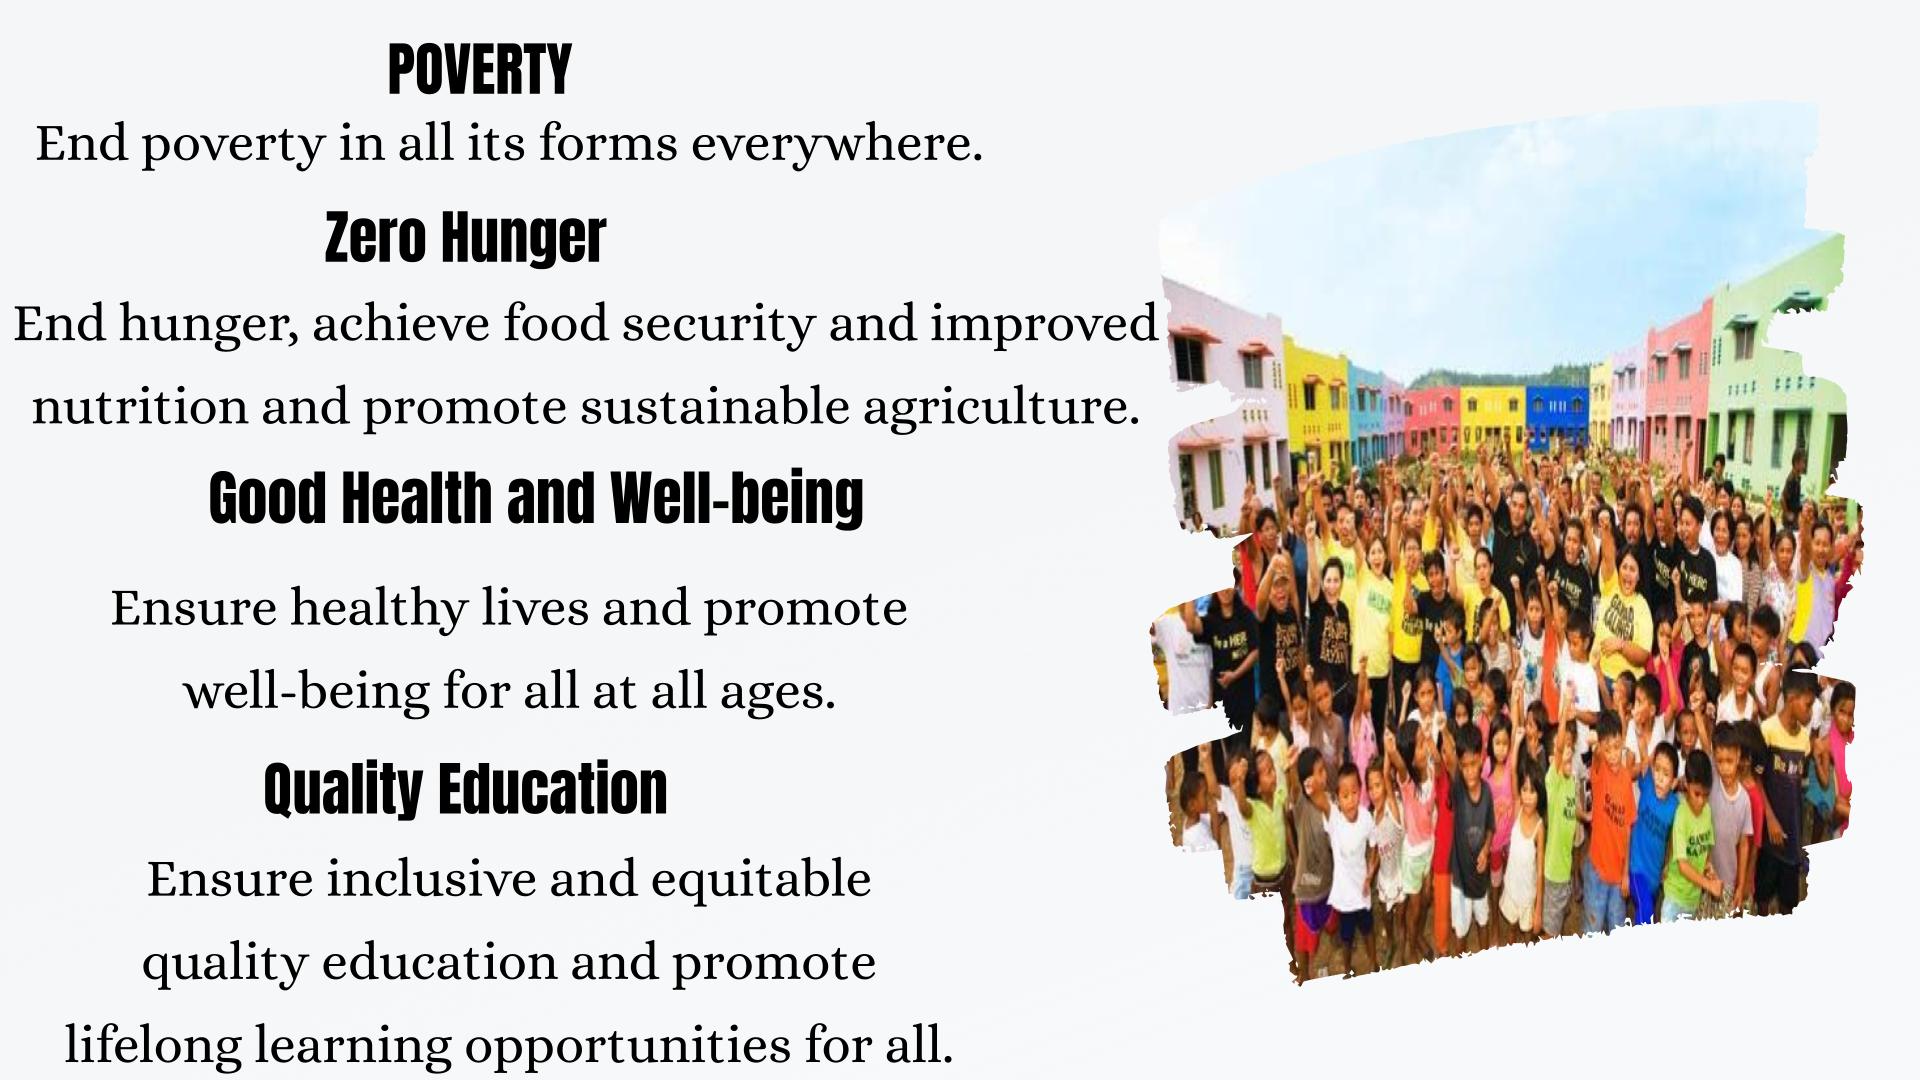 POVERTY
End poverty in all its forms everywhere.
Zero Hunger
End hunger, achieve food security and improved
nutrition and promote sustainable agriculture.
Good Health and Well-being
Ensure healthy lives and promote
well-being for all at all ages.
Quality Education
Ensure inclusive and equitable
quality education and promote
lifelong learning opportunities for all.